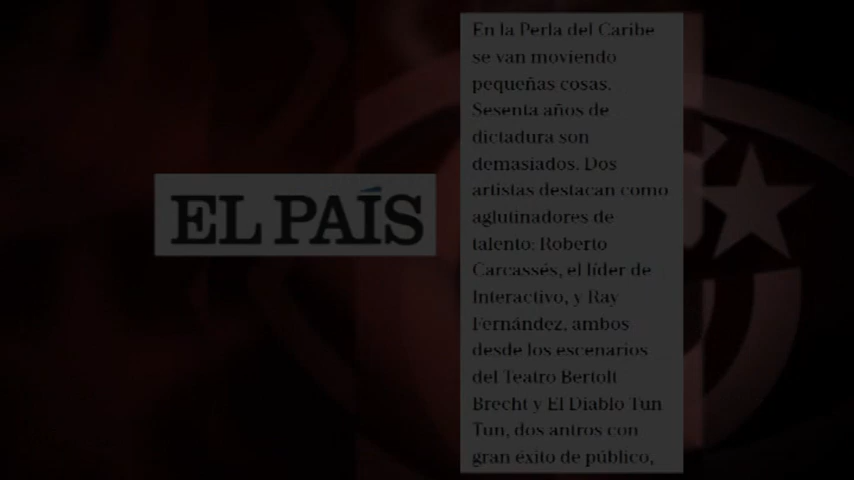 EL PAÍS
En la Perla del Caribe
se van moviendo
pequeñas cosas.
Sesenta años de
dictadura son
demasiados. Dos
artistas destacan como
aglutinadores de
talento: Roberto
Carcassés, el líder de
Interactivo, y Ray
Fernández, ambos
desde los escenarios
del Teatro Bertolt
Brecht y El Diablo Tun
Tun, dos antros con
gran éxito de público,